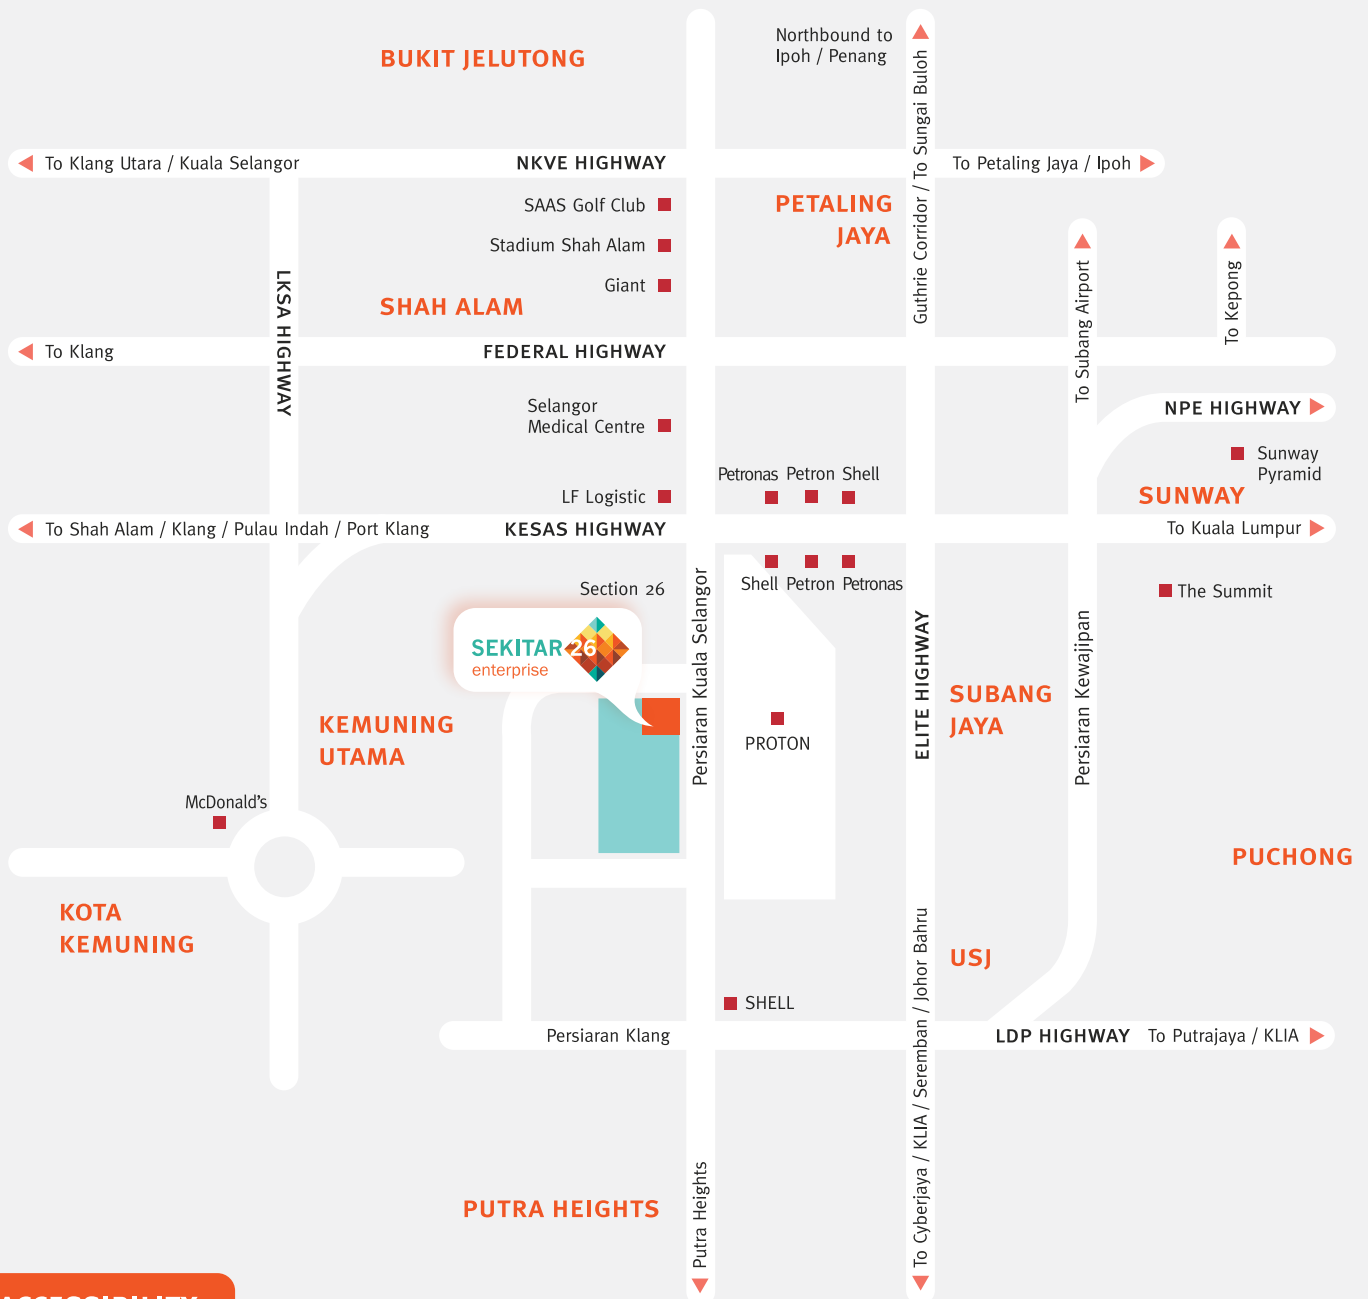 Northbound to
Ipoh / Penang
BUKIT JELUTONG
Guthrie Corridor / To Sungai Buloh
To Klang Utara / Kuala Selangor
NKVE HIGHWAY
To Petaling Jaya / Ipoh
SAAS Golf Club
PETALING
JAYA
Stadium Shah Alam
Giant
SHAH ALAM
LKSA HIGHWAY
To Subang Airport
To Kepong
To Klang
FEDERAL HIGHWAY
Selangor
Medical Centre
NPE HIGHWAY
Sunway
Pyramid
SUNWAY
Petronas
Petron
Shell
LF Logistic
To Shah Alam / Klang / Pulau Indah / Port Klang
KESAS HIGHWAY
To Kuala Lumpur
Shell
Petron
Petronas
Section 26
The Summit
Persiaran Kuala Selangor
SEKITAR 26
enterprise
ELITE HIGHWAY
Persiaran Kewajipan
SUBANG
JAYA
KEMUNING
UTAMA
PROTON
McDonald's
PUCHONG
KOTA
KEMUNING
USJ
SHELL
Persiaran Klang
LDP HIGHWAY
To Putrajaya / KLIA
To Cyberjaya / KLIA / Seremban / Johor Bahru
PUTRA HEIGHTS
Putra Heights
ACCESSIBILITY